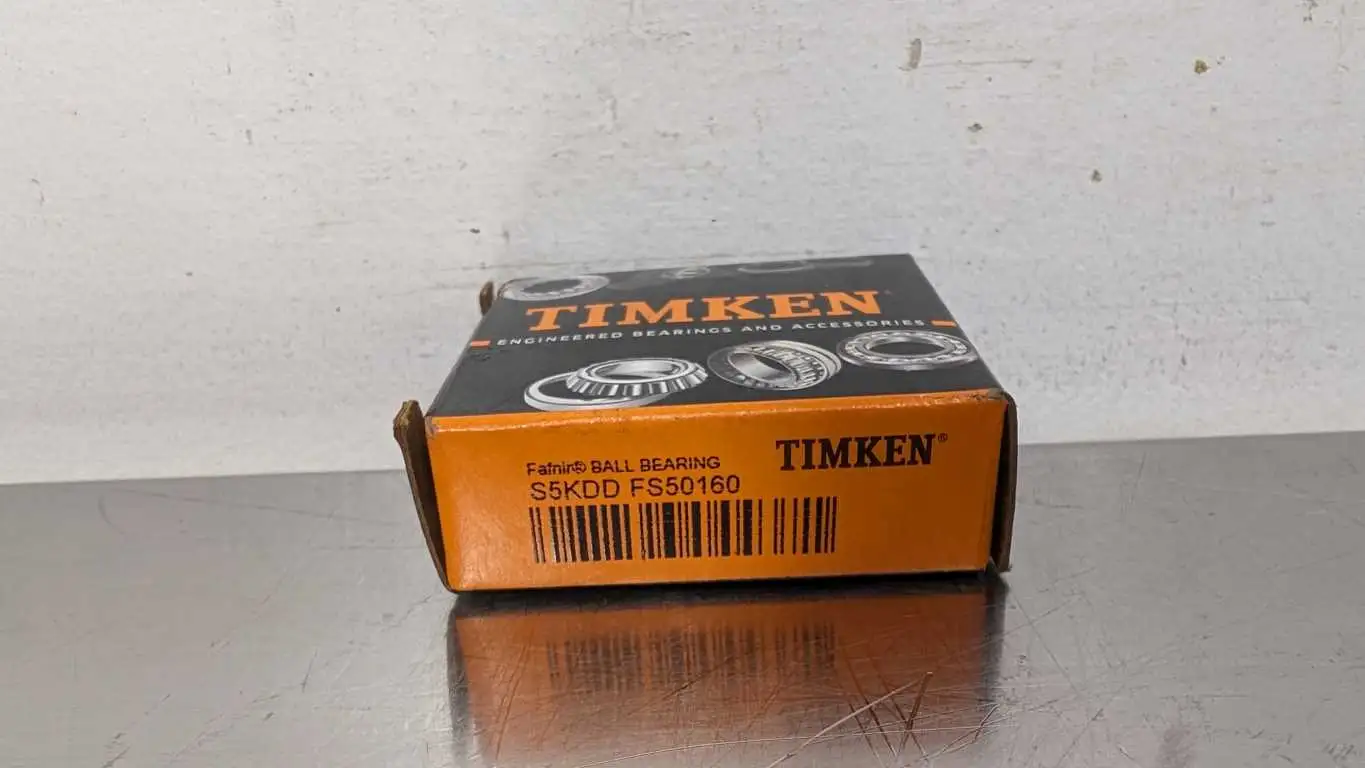 TIMKEN
ENGINEERED BEARINGS AND ACCESSORIES
Fafnir® BALL BEARING
TIMKEN®
S5KDD FS50160